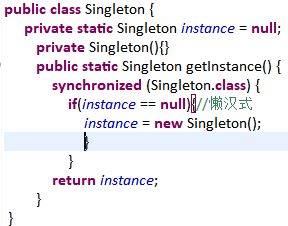 public class Singleton {
private static Singleton instance = null;
private Singleton(){}
public static Singleton getInstance() {
synchronized (Singleton.class) {
if(instance == null){//懒汉式
instance = new Singleton();
}
}
return instance;
}
}